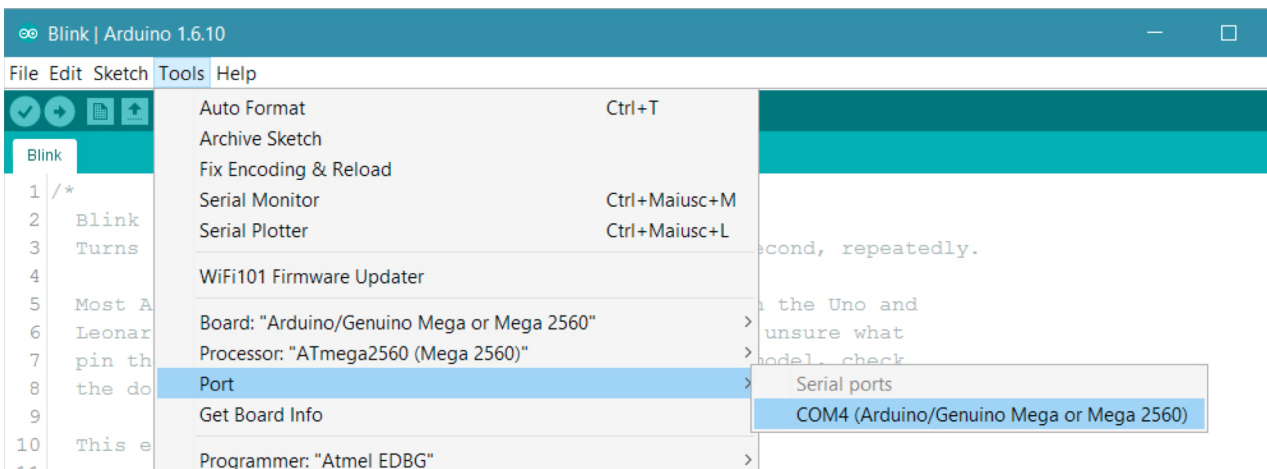 Blink | Arduino 1.6.10
File Edit Sketch Tools Help
Auto Format Ctrl+T
Archive Sketch
Fix Encoding & Reload
Serial Monitor Ctrl+Maiusc+M
Serial Plotter Ctrl+Maiusc+L
WiFi101 Firmware Updater
Board: "Arduino/Genuino Mega or Mega 2560"
Processor: "ATmega2560 (Mega 2560)"
Port
Get Board Info
Programmer: "Atmel EDBG"
Serial ports
COM4 (Arduino/Genuino Mega or Mega 2560)
Blink
1 /*
2 Blink
3 Turns econd, repeatedly.
4
5 Most A the Uno and
6 Leonar unsure what
7 pin th model, check
8 the do
9
10 This e